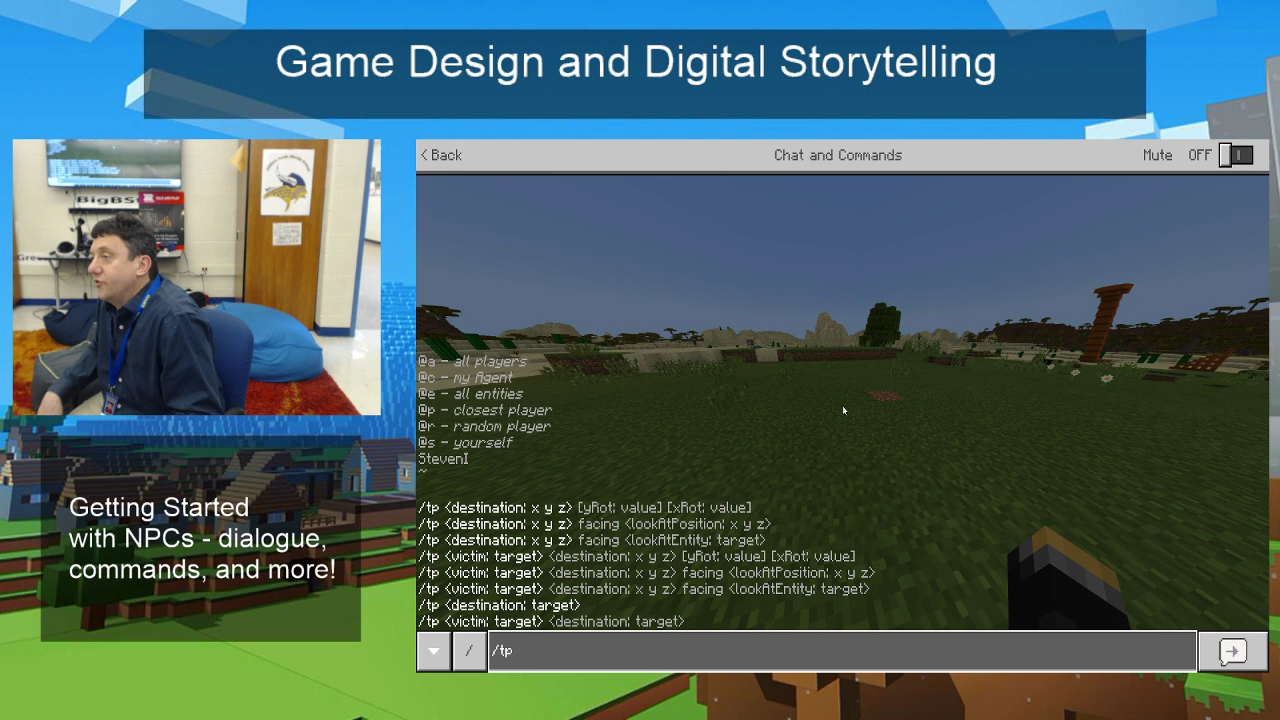 Game Design and Digital Storytelling
BigBS
Back
Chat and Commands
Mute OFF
@a - all players
@c - my Agent
@e - all entities
@p - closest player
@r - random player
@s - yourself
StevenI
~
/tp <destination: x y z> [yRot: value] [xRot: value]
/tp <destination: x y z> facing <lookAtPosition: x y z>
/tp <destination: x y z> facing <lookAtEntity: target>
/tp <victim: target> <destination: x y z> [yRot: value] [xRot: value]
/tp <victim: target> <destination: x y z> facing <lookAtPosition: x y z>
/tp <victim: target> <destination: x y z> facing <lookAtEntity: target>
/tp <destination: target>
/tp <victim: target> <destination: target>
/ /tp
Getting Started
with NPCs - dialogue,
commands, and more!